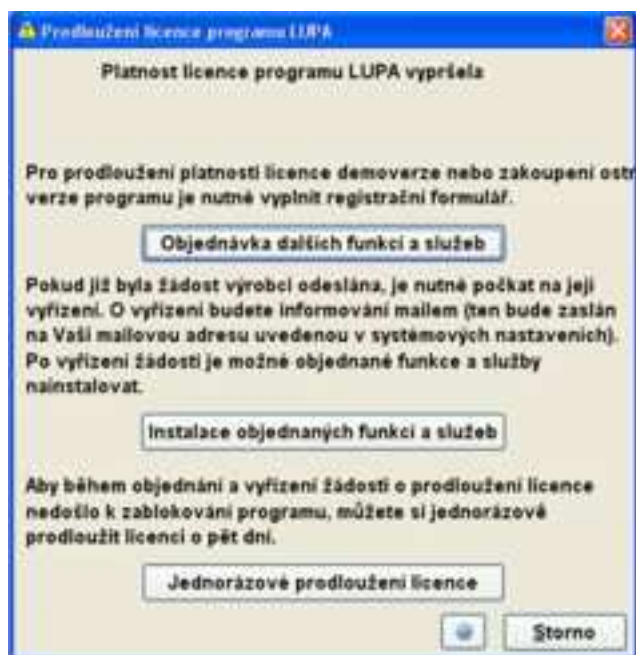 Prodloužení licence programu LUPA
Platnost licence programu LUPA vypršela
Pro prodloužení platnosti licence demoverze nebo zakoupení ostr
verze programu je nutné vyplnit registrační formulář.
Objednávka dalších funkcí a služeb
Pokud již byla žádost výrobci odeslána, je nutné počkat na její
vyřízení. O vyřízení budete informováni mailem (ten bude zaslán
na Vaši mailovou adresu uvedenou v systémových nastaveních).
Po vyřízení žádosti je možné objednané funkce a služby
nainstalovat.
Instalace objednaných funkcí a služeb
Aby během objednání a vyřízení žádosti o prodloužení licence
nedošlo k zablokování programu, můžete si jednorázově
prodloužit licenci o pět dní.
Jednorázové prodloužení licence
Storno